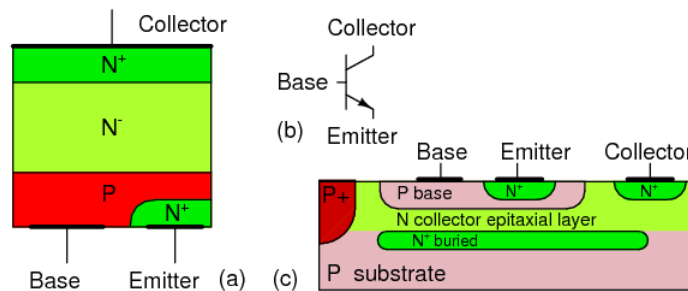 Collector
N+
N-
P
N+
Base
Emitter
(a)
Collector
Base
Emitter
(b)
Base
Emitter
Collector
P+
P base
N+
N+
N collector epitaxial layer
N+ buried
P substrate
(c)